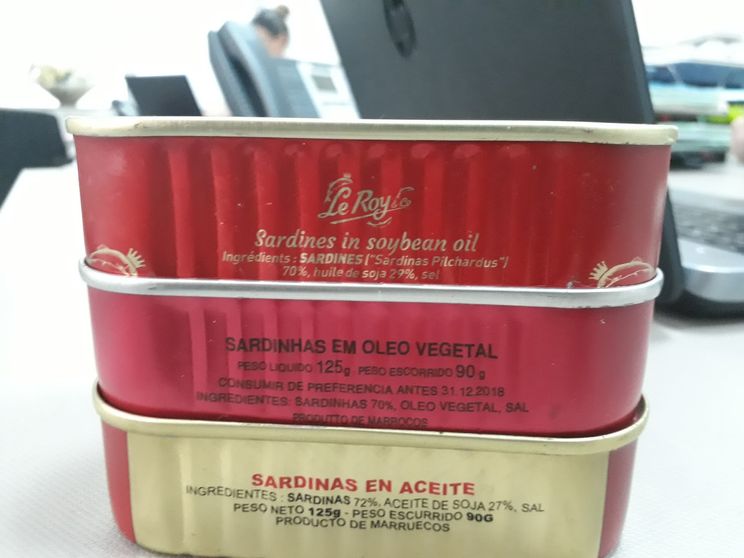 Le Roy&Co
Sardines in soybean oil
Ingrédients : SARDINES ("Sardinas Pilchardus")
70%, huile de soja 29%, sel
SARDINHAS EM OLEO VEGETAL
PESO LIQUIDO 125g - PESO ESCORRIDO 90 g
CONSUMIR DE PREFERENCIA ANTES 31.12.2018
INGREDIENTES: SARDINHAS 70%, OLEO VEGETAL, SAL
PRODUTTO DE MARROCOS
SARDINAS EN ACEITE
INGREDIENTES : SARDINAS 72%, ACEITE DE SOJA 27%, SAL
PESO NETO 125g - PESO ESCURRIDO 90G
PRODUCTO DE MARRUECOS